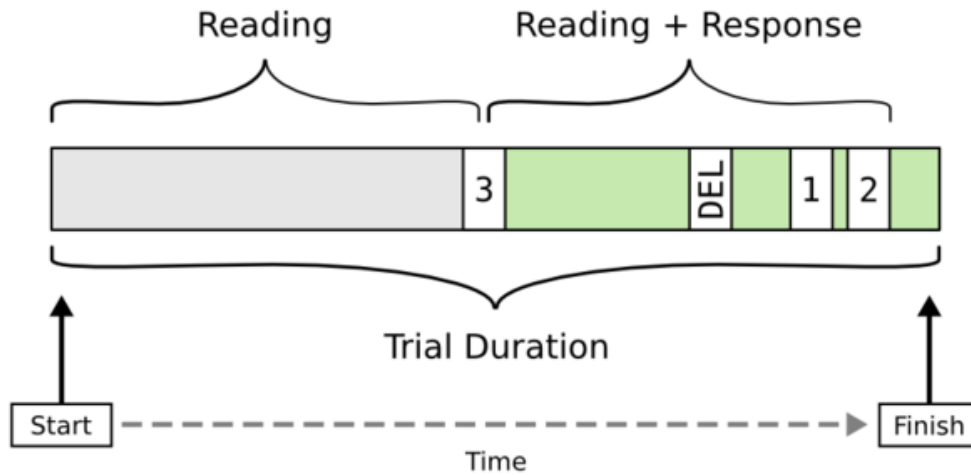 Reading
Reading + Response
3
DEL
1
2
Trial Duration
Start
Finish
Time